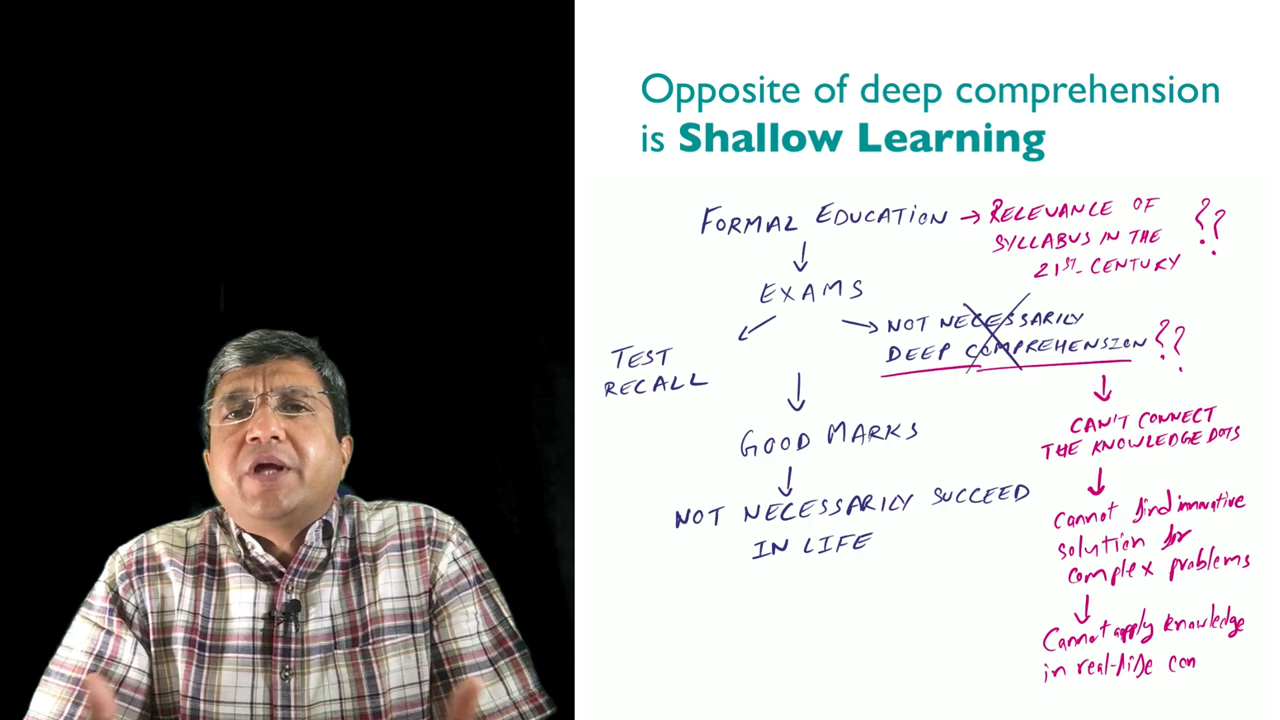 Opposite of deep comprehension
is Shallow Learning
FORMAL EDUCATION → RELEVANCE OF
SYLLABUS IN THE
21ST-CENTURY ??
EXAMS
NOT NECESSARILY
DEEP COMPREHENSION ??
TEST
RECALL
GOOD MARKS
CAN'T CONNECT
THE KNOWLEDGE DOTS
NOT NECESSARILY SUCCEED
IN LIFE
Cannot find innovative
solution for
complex problems
Cannot apply knowledge
in real-life con